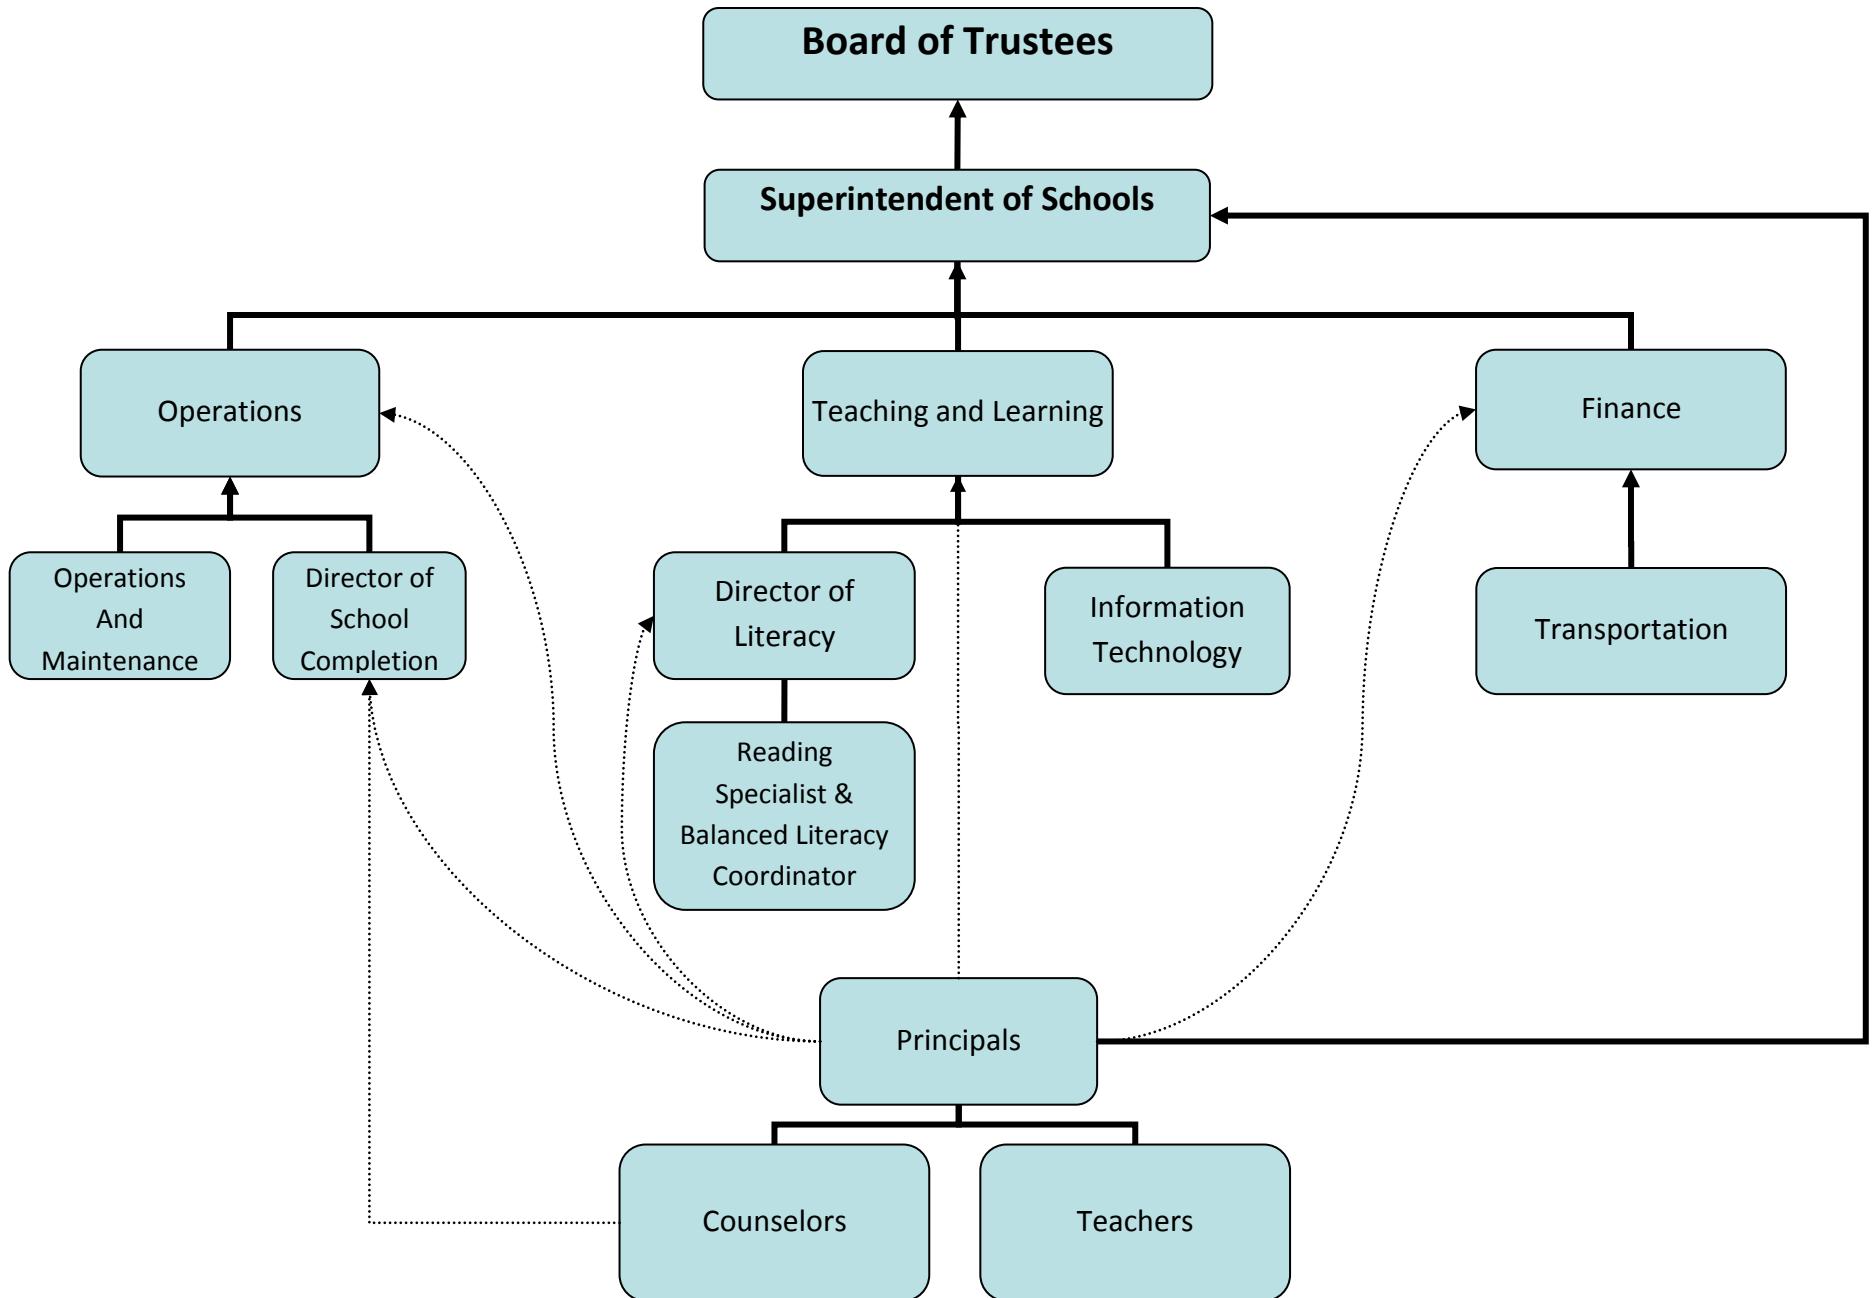 Board of Trustees
Superintendent of Schools
Operations
Teaching and Learning
Finance
Operations
And
Maintenance
Director of
School
Completion
Director of
Literacy
Information
Technology
Transportation
Reading
Specialist &
Balanced Literacy
Coordinator
Principals
Counselors
Teachers